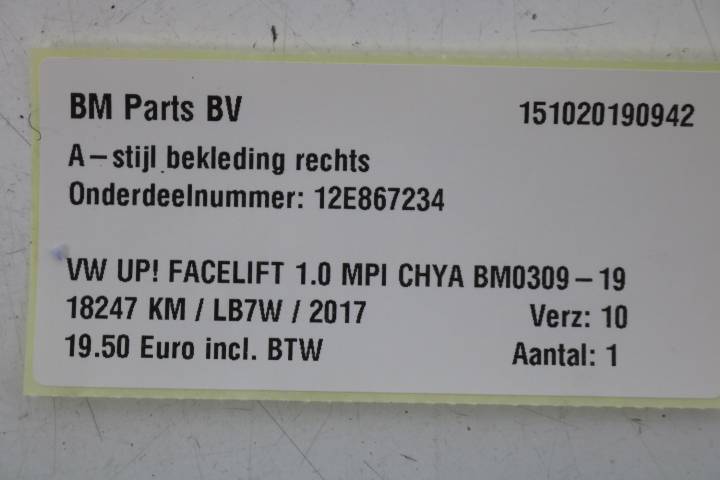 BM Parts BV 151020190942
A-stijl bekleding rechts
Onderdeelnummer: 12E867234
VW UP! FACELIFT 1.0 MPI CHYA BM0309-19
18247 KM / LB7W / 2017 Verz: 10
19.50 Euro incl. BTW Aantal: 1